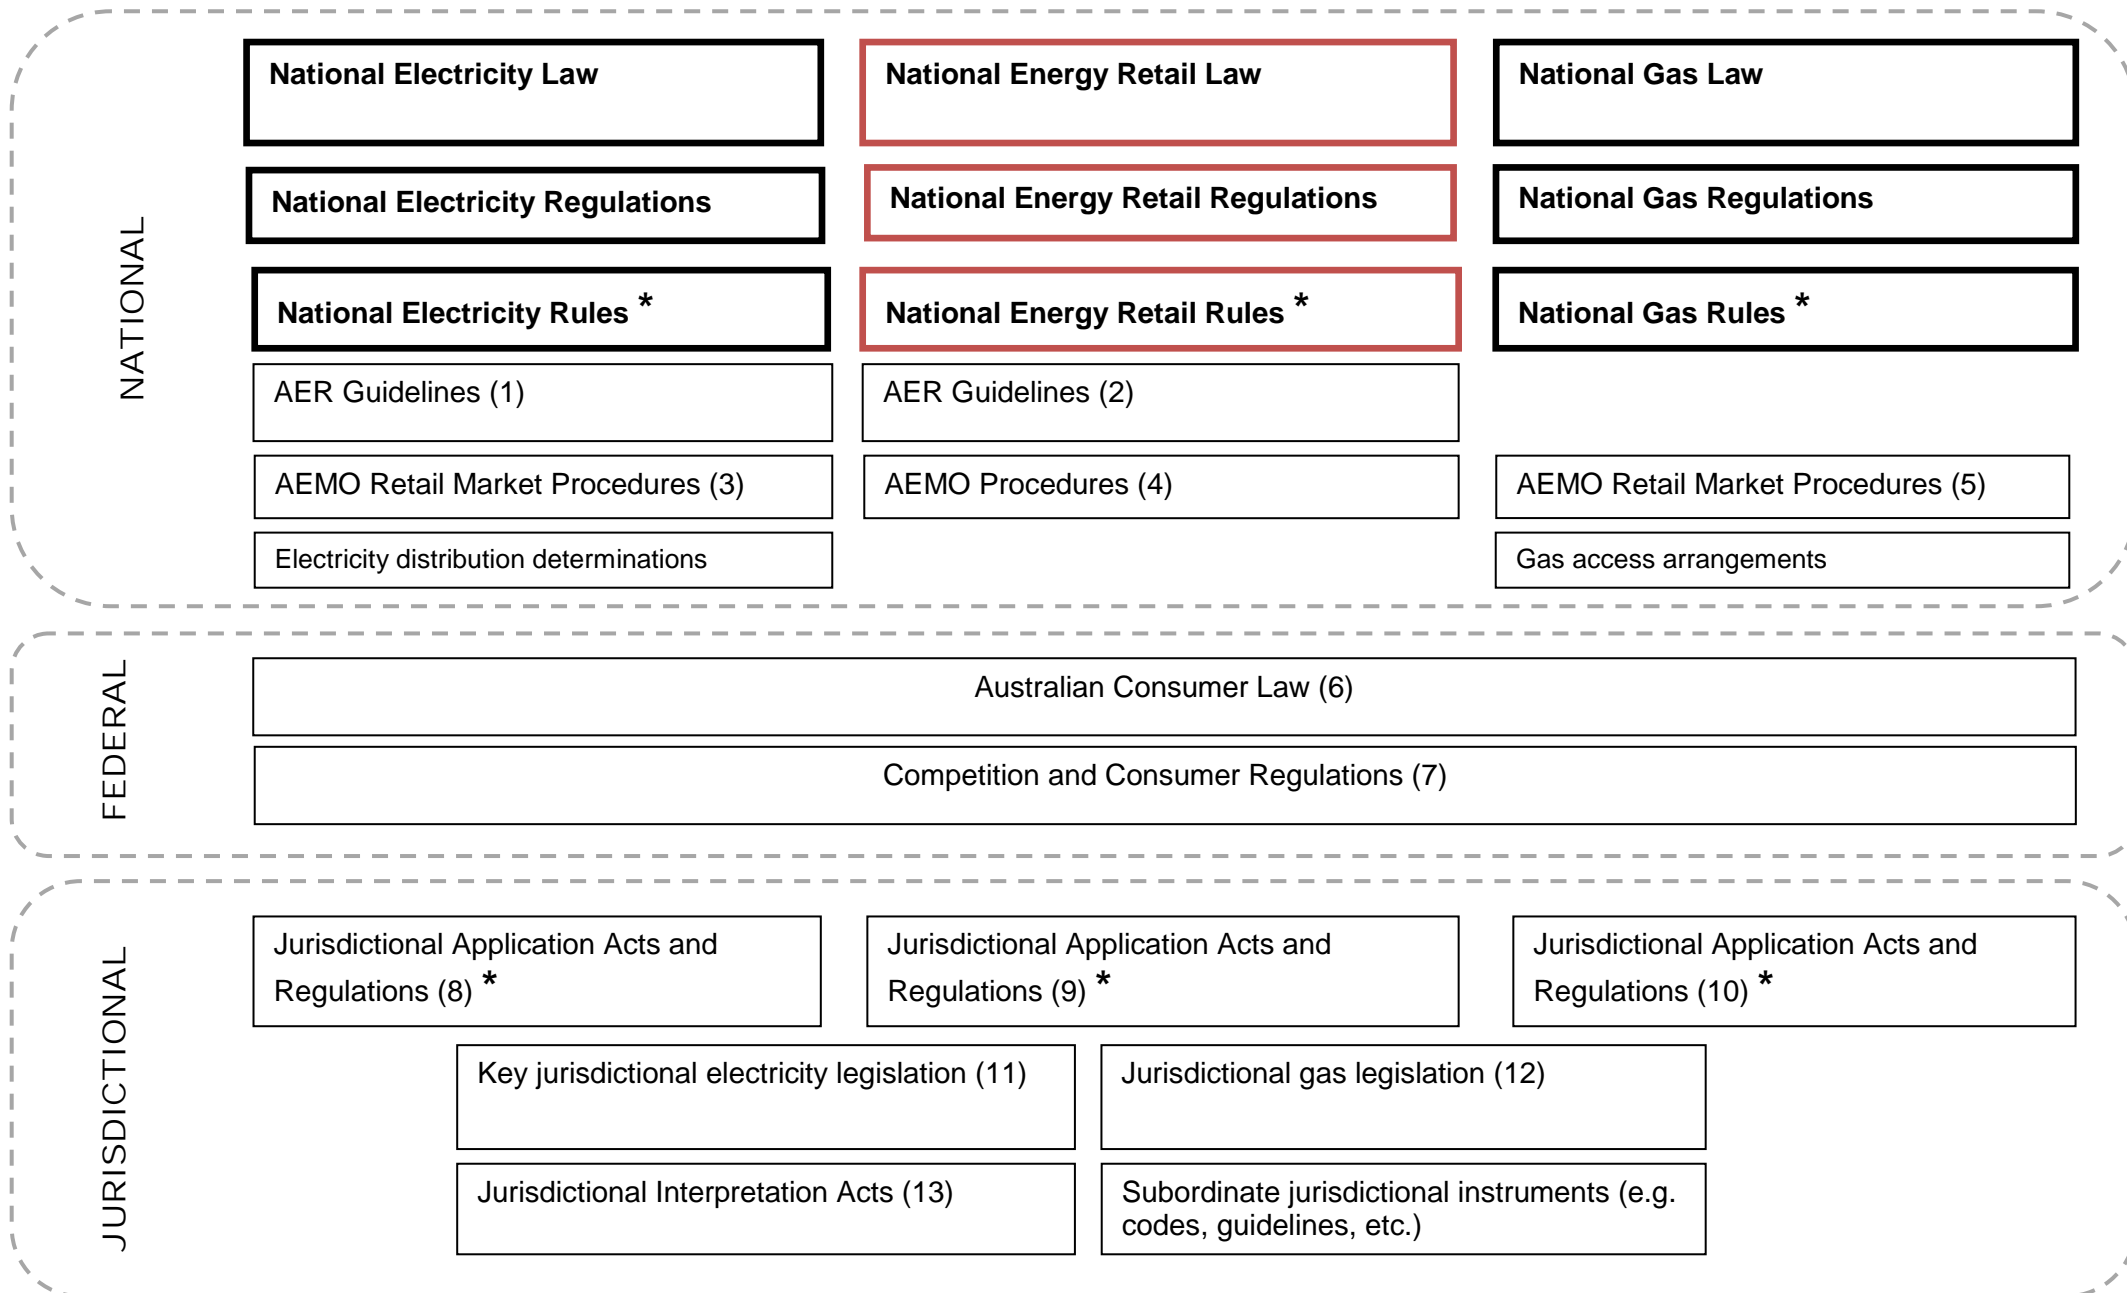 NATIONAL
National Electricity Law
National Energy Retail Law
National Gas Law
National Electricity Regulations
National Energy Retail Regulations
National Gas Regulations
National Electricity Rules *
National Energy Retail Rules *
National Gas Rules *
AER Guidelines (1)
AER Guidelines (2)
AEMO Retail Market Procedures (3)
AEMO Procedures (4)
AEMO Retail Market Procedures (5)
Electricity distribution determinations
Gas access arrangements
FEDERAL
Australian Consumer Law (6)
Competition and Consumer Regulations (7)
JURISDICTIONAL
Jurisdictional Application Acts and
Regulations (8) *
Jurisdictional Application Acts and
Regulations (9) *
Jurisdictional Application Acts and
Regulations (10) *
Key jurisdictional electricity legislation (11)
Jurisdictional gas legislation (12)
Jurisdictional Interpretation Acts (13)
Subordinate jurisdictional instruments (e.g.
codes, guidelines, etc.)